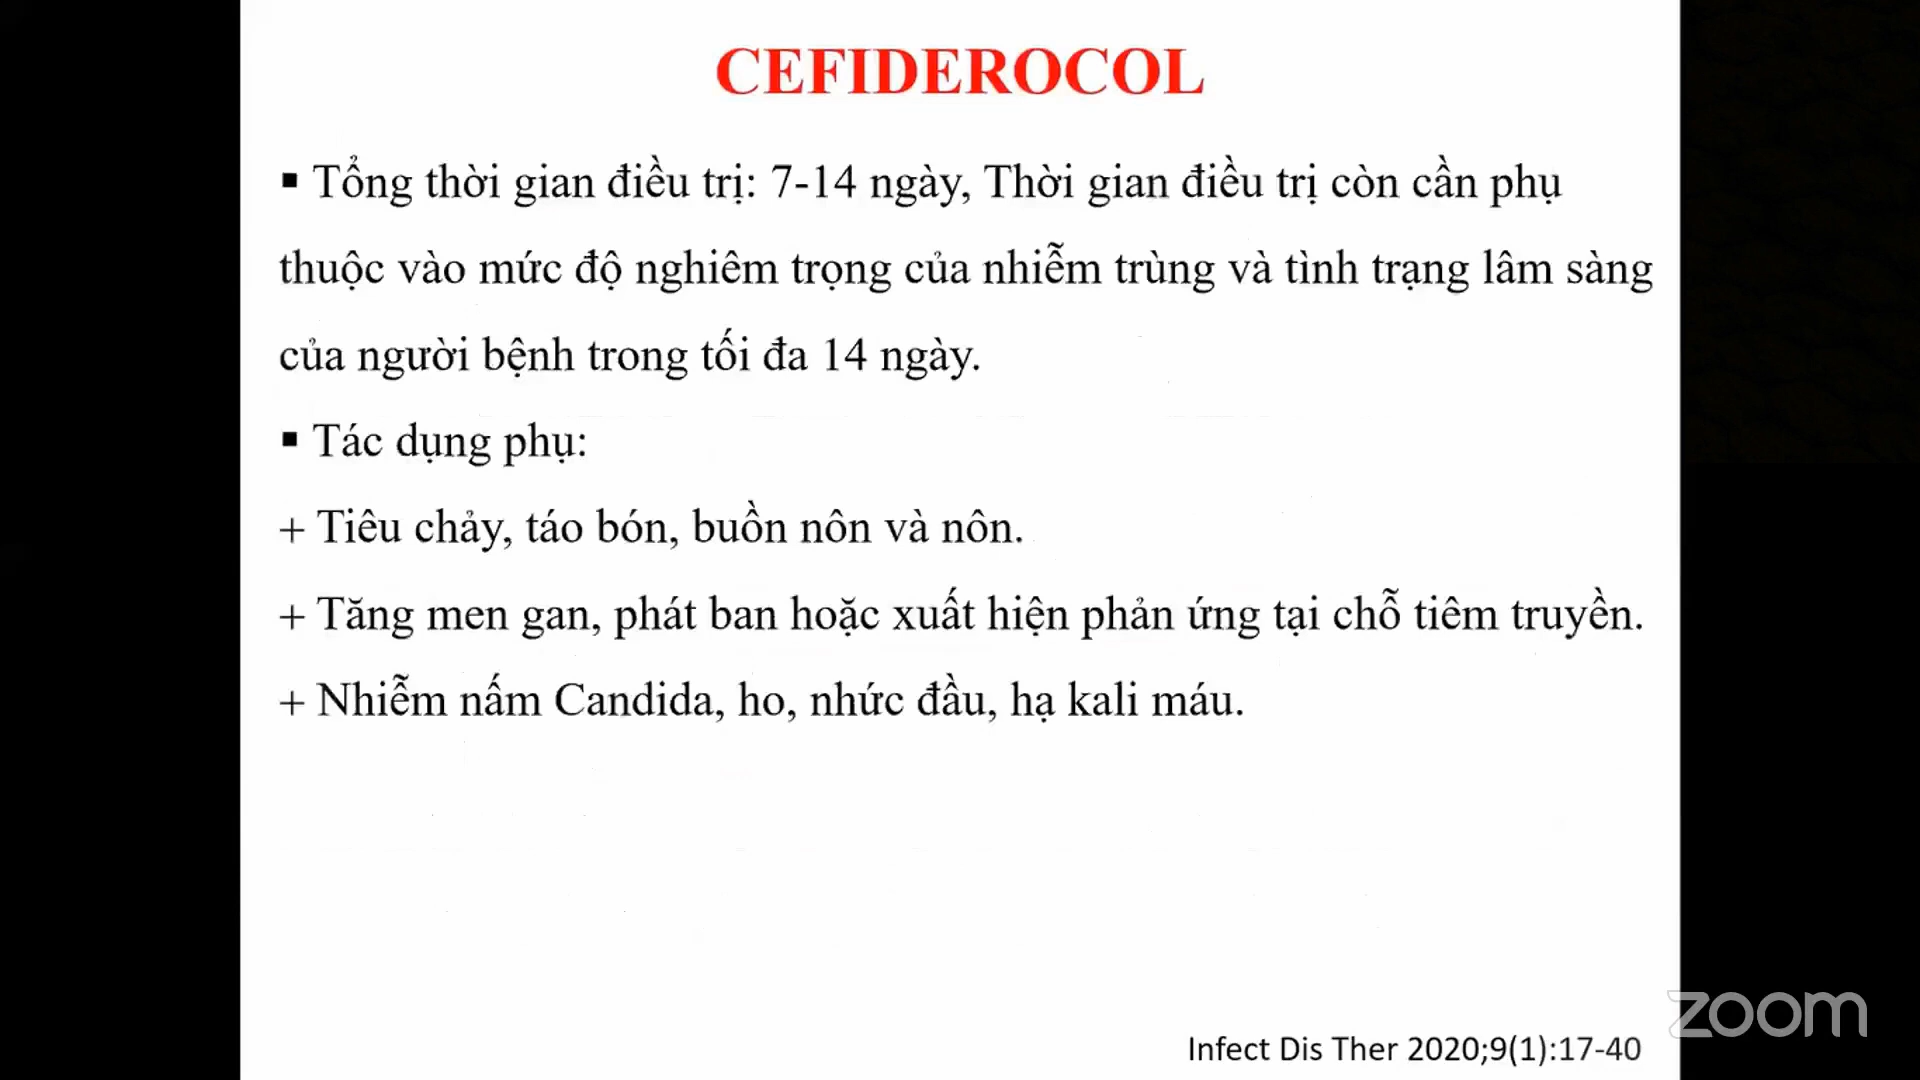 CEFIDEROCOL
▪ Tổng thời gian điều trị: 7-14 ngày, Thời gian điều trị còn cần phụ
thuộc vào mức độ nghiêm trọng của nhiễm trùng và tình trạng lâm sàng
của người bệnh trong tối đa 14 ngày.
▪ Tác dụng phụ:
+ Tiêu chảy, táo bón, buồn nôn và nôn.
+ Tăng men gan, phát ban hoặc xuất hiện phản ứng tại chỗ tiêm truyền.
+ Nhiễm nấm Candida, ho, nhức đầu, hạ kali máu.
zoom
Infect Dis Ther 2020;9(1):17-40